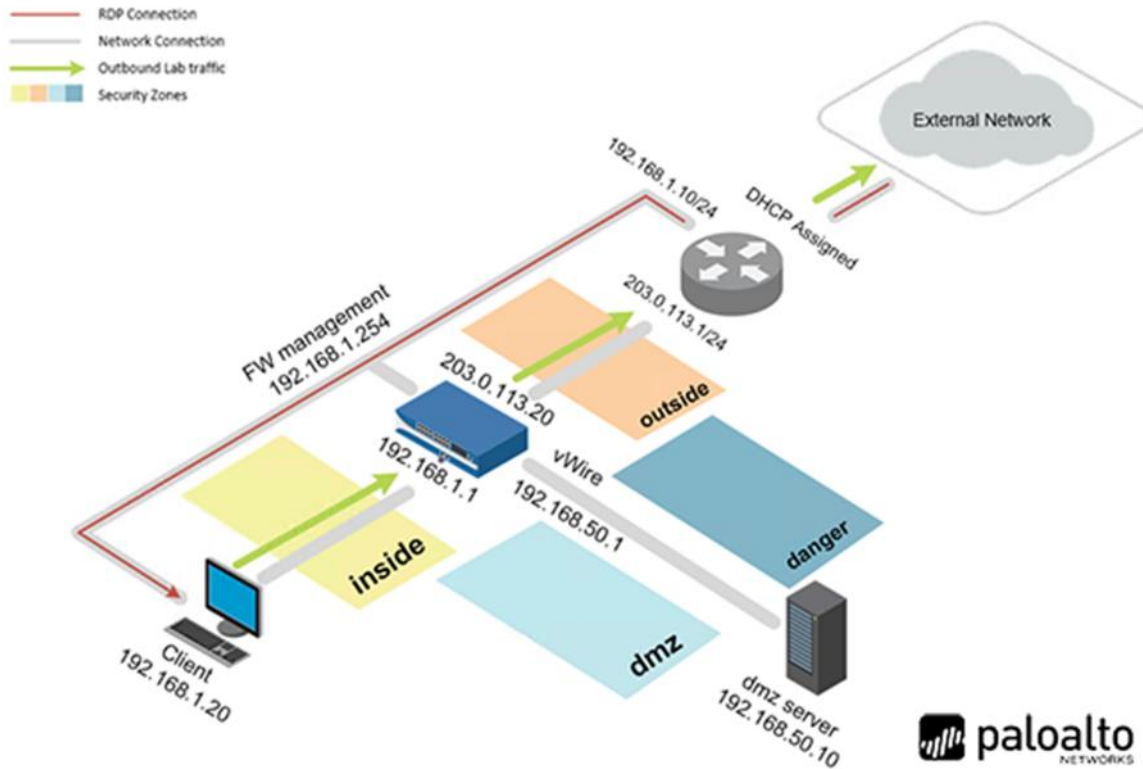 RDP Connection
Network Connection
Outbound Lab traffic
Security Zones
External Network
192.168.1.10/24
DHCP Assigned
203.0.113.1/24
FW management
192.168.1.254
203.0.113.20
outside
192.168.1.1
vWire
192.168.50.1
danger
inside
dmz
Client
192.168.1.20
dmz server
192.168.50.10
paloalto
NETWORKS